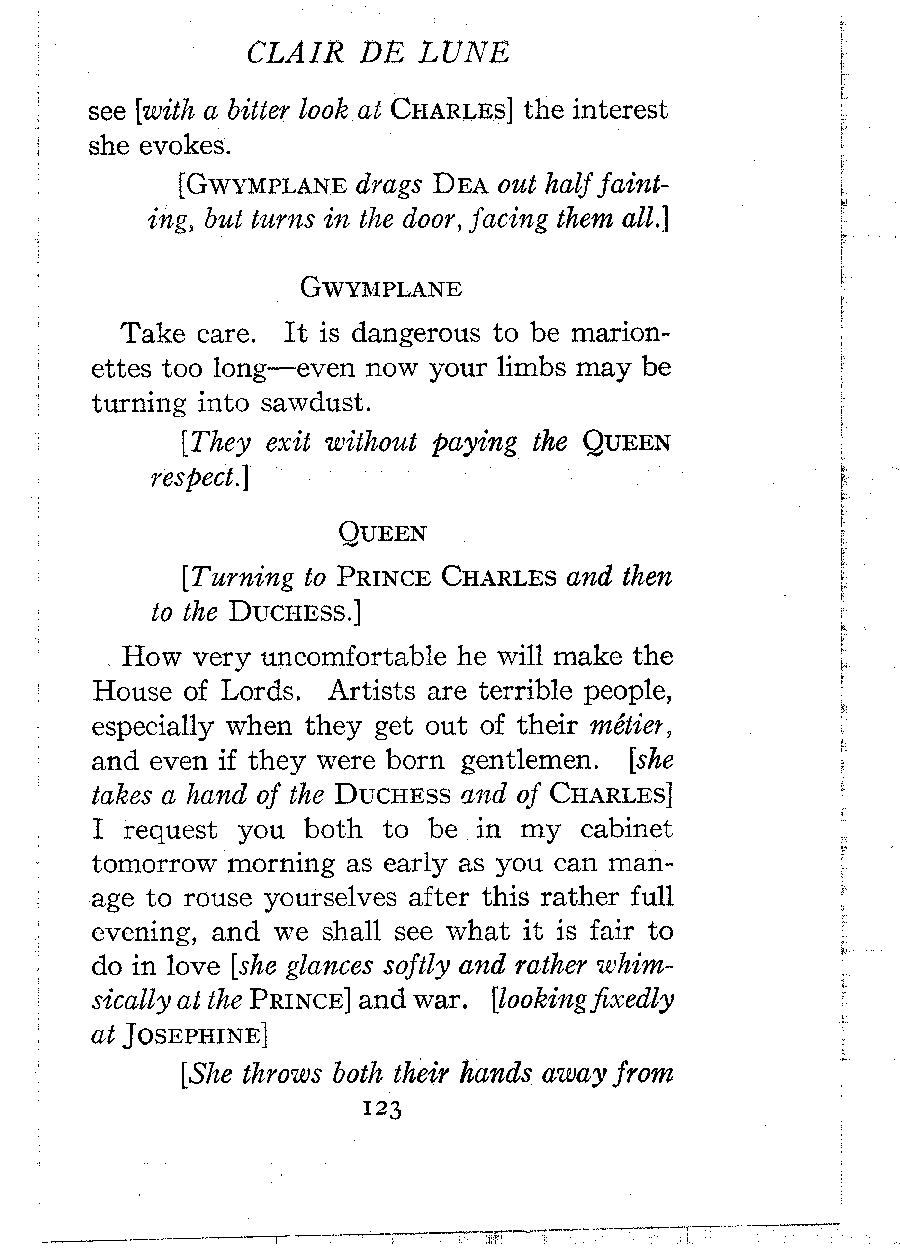 CLAIR DE LUNE
see [with a bitter look at CHARLES] the interest
she evokes.
[GWYMPLANE drags DEA out half faint-
ing, but turns in the door, facing them all.]
GWYMPLANE
Take care. It is dangerous to be marion-
ettes too long—even now your limbs may be
turning into sawdust.
[They exit without paying the QUEEN
respect.]
QUEEN
[Turning to PRINCE CHARLES and then
to the DUCHESS.]
How very uncomfortable he will make the
House of Lords. Artists are terrible people,
especially when they get out of their métier,
and even if they were born gentlemen. [she
takes a hand of the DUCHESS and of CHARLES]
I request you both to be in my cabinet
tomorrow morning as early as you can man-
age to rouse yourselves after this rather full
evening, and we shall see what it is fair to
do in love [she glances softly and rather whim-
sically at the PRINCE] and war. [looking fixedly
at JOSEPHINE]
[She throws both their hands away from
123